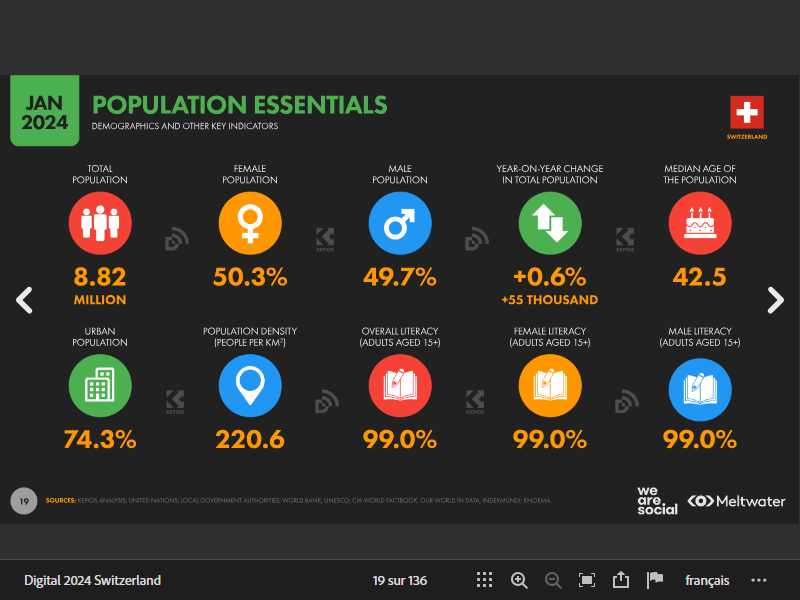 JAN
2024
POPULATION ESSENTIALS
DEMOGRAPHICS AND OTHER KEY INDICATORS
SWITZERLAND
TOTAL
POPULATION
8.82
MILLION
FEMALE
POPULATION
50.3%
MALE
POPULATION
49.7%
YEAR-ON-YEAR CHANGE
IN TOTAL POPULATION
+0.6%
+55 THOUSAND
MEDIAN AGE OF
THE POPULATION
42.5
KEPIOS
KEPIOS
URBAN
POPULATION
74.3%
POPULATION DENSITY
(PEOPLE PER KM²)
220.6
OVERALL LITERACY
(ADULTS AGED 15+)
99.0%
FEMALE LITERACY
(ADULTS AGED 15+)
99.0%
MALE LITERACY
(ADULTS AGED 15+)
99.0%
KEPIOS
KEPIOS
19
SOURCES: KEPIOS ANALYSIS; UNITED NATIONS; LOCAL GOVERNMENT AUTHORITIES; WORLD BANK; UNESCO; CIA WORLD FACTBOOK; OUR WORLD IN DATA; INDEXMUNDI; KNOEMA.
we
are.
social
Meltwater
Digital 2024 Switzerland
19 sur 136
français